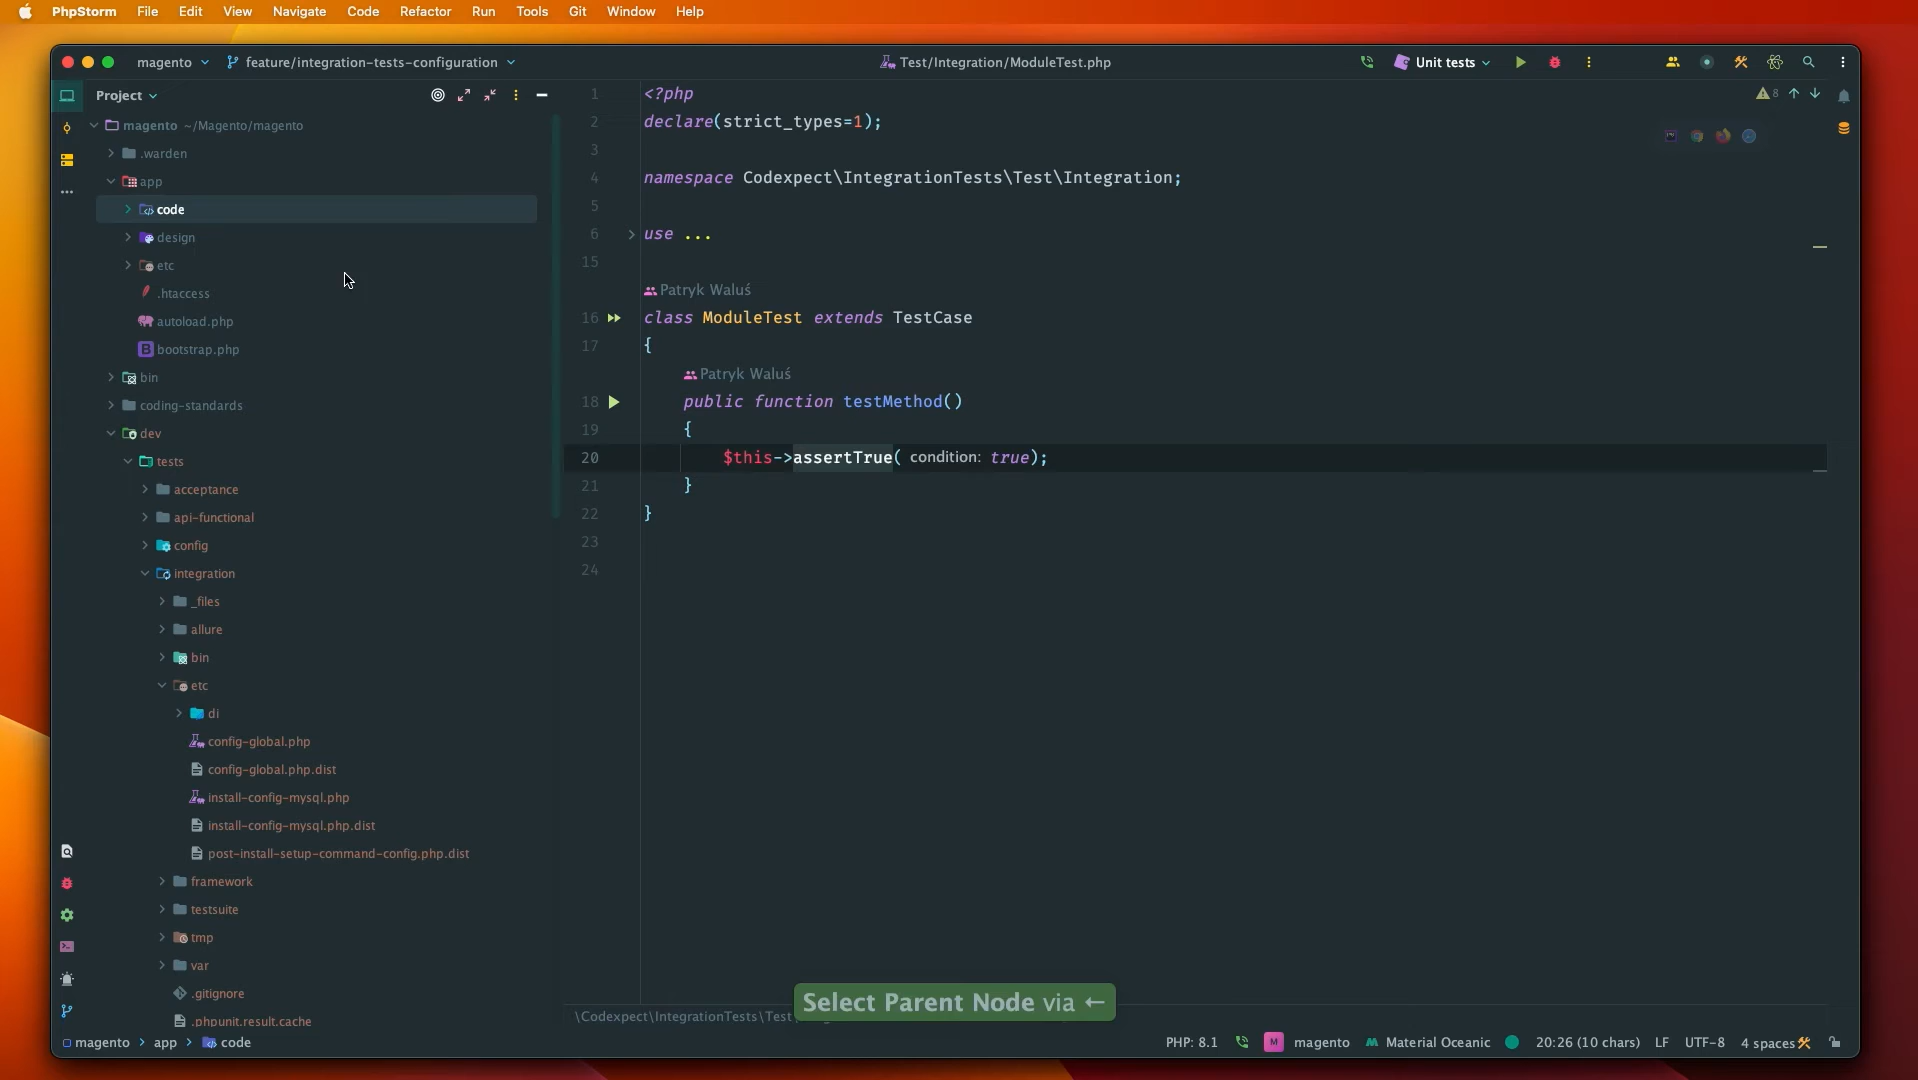 PhpStorm File Edit View Navigate Code Refactor Run Tools Git Window Help
magento feature/integration-tests-configuration Test/Integration/ModuleTest.php Unit tests
Project
magento ~/Magento/magento
.warden
app
code
design
etc
.htaccess
autoload.php
bootstrap.php
bin
coding-standards
dev
tests
acceptance
api-functional
config
integration
_files
allure
bin
etc
di
config-global.php
config-global.php.dist
install-config-mysql.php
install-config-mysql.php.dist
post-install-setup-command-config.php.dist
framework
testsuite
tmp
var
.gitignore
.phpunit.result.cache
8
1 <?php
2 declare(strict_types=1);
3
4 namespace Codexpect\IntegrationTests\Test\Integration;
5
6 use ...
15
Patryk Waluś
16 class ModuleTest extends TestCase
17 {
Patryk Waluś
18 public function testMethod()
19 {
20 $this->assertTrue( condition: true);
21 }
22 }
23
24
\Codexpect\IntegrationTests\Test
Select Parent Node via ←
magento > app > code
PHP: 8.1 M magento Material Oceanic 20:26 (10 chars) LF UTF-8 4 spaces